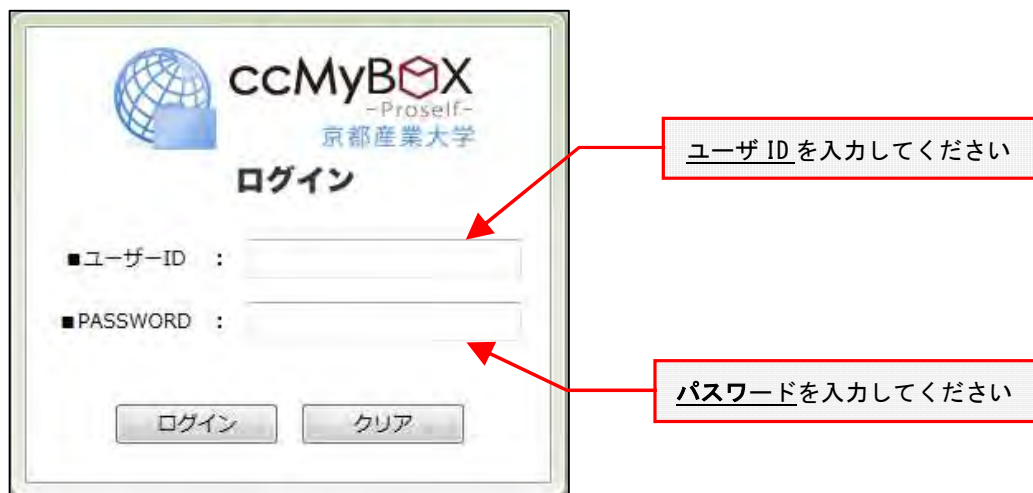 ccMyBOX
-Proself-
京都産業大学
ログイン
ユーザ ID を入力してください
■ユーザーID :
■PASSWORD :
パスワードを入力してください
ログイン クリア